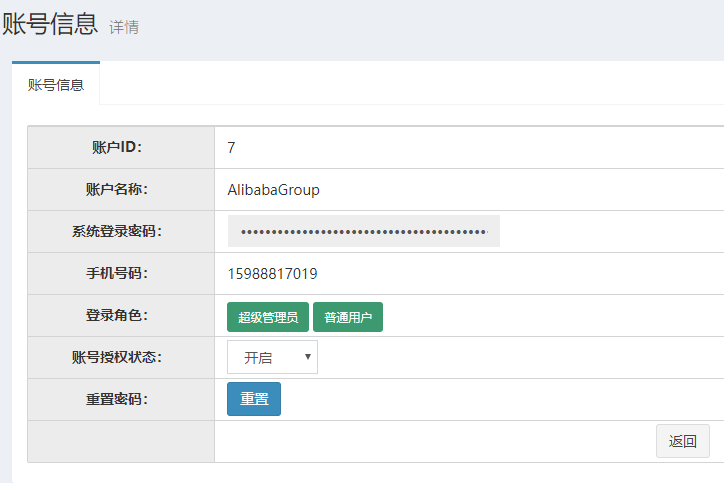 账号信息 详情
账号信息
账户ID: 7
账户名称: AlibabaGroup
系统登录密码: ••••••••••••••••••••••••••••••••••••••••
手机号码: 15988817019
登录角色: 超级管理员 普通用户
账号授权状态: 开启
重置密码: 重置
返回